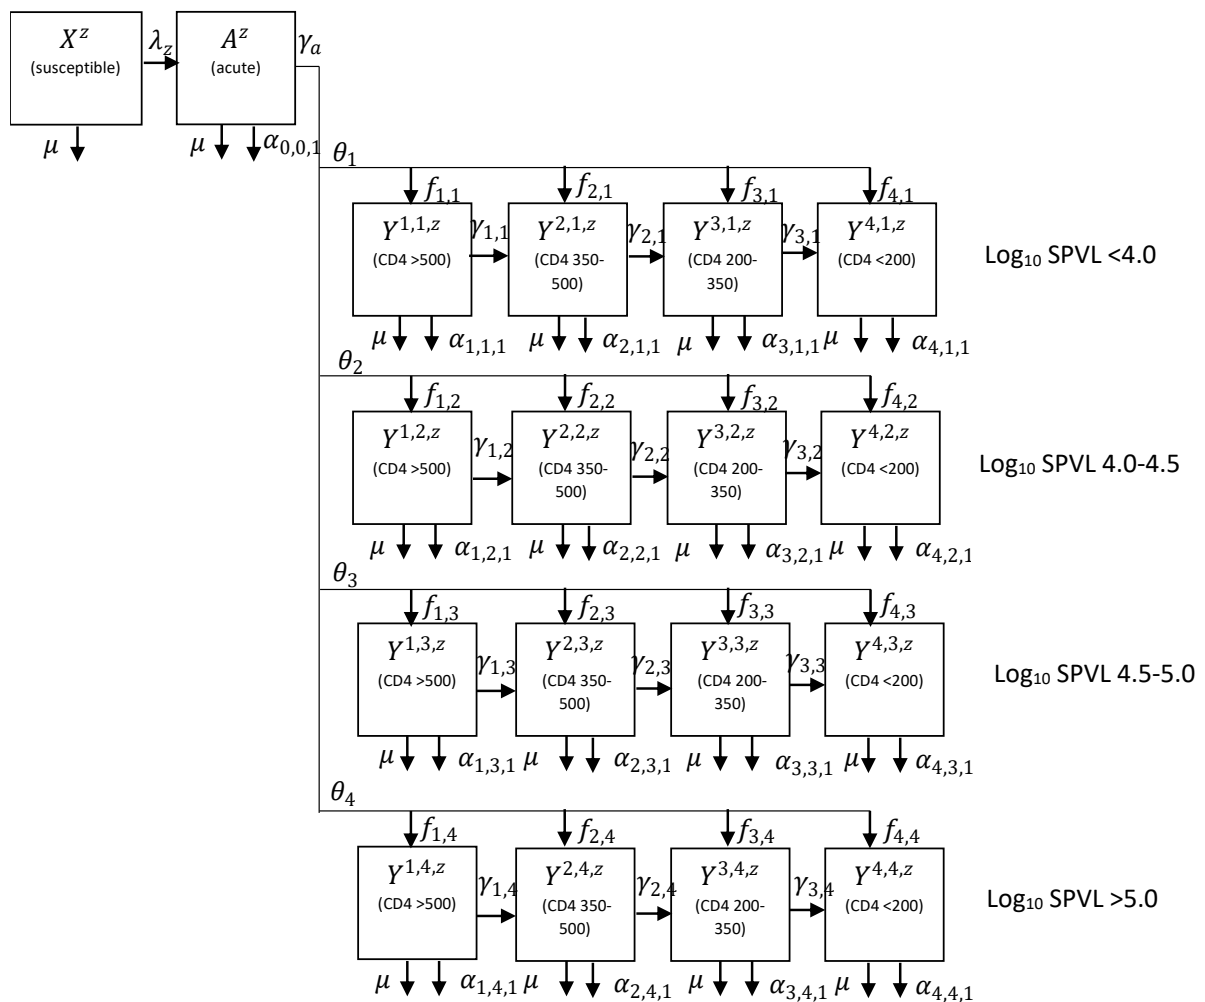 X^z λ_z A^z γ_a
(susceptible) (acute)
μ μ α_{0,0,1}
θ_1
f_{1,1} f_{2,1} f_{3,1} f_{4,1}
Y^{1,1,z} γ_{1,1} Y^{2,1,z} γ_{2,1} Y^{3,1,z} γ_{3,1} Y^{4,1,z}
(CD4 >500) (CD4 350-
500) (CD4 200-
350) (CD4 <200)
Log₁₀ SPVL <4.0
μ α_{1,1,1} μ α_{2,1,1} μ α_{3,1,1} μ α_{4,1,1}
θ_2
f_{1,2} f_{2,2} f_{3,2} f_{4,2}
Y^{1,2,z} γ_{1,2} Y^{2,2,z} γ_{2,2} Y^{3,2,z} γ_{3,2} Y^{4,2,z}
(CD4 >500) (CD4 350-
500) (CD4 200-
350) (CD4 <200)
Log₁₀ SPVL 4.0-4.5
μ α_{1,2,1} μ α_{2,2,1} μ α_{3,2,1} μ α_{4,2,1}
θ_3
f_{1,3} f_{2,3} f_{3,3} f_{4,3}
Y^{1,3,z} γ_{1,3} Y^{2,3,z} γ_{2,3} Y^{3,3,z} γ_{3,3} Y^{4,3,z}
(CD4 >500) (CD4 350-
500) (CD4 200-
350) (CD4 <200)
Log₁₀ SPVL 4.5-5.0
μ α_{1,3,1} μ α_{2,3,1} μ α_{3,3,1} μ α_{4,3,1}
θ_4
f_{1,4} f_{2,4} f_{3,4} f_{4,4}
Y^{1,4,z} γ_{1,4} Y^{2,4,z} γ_{2,4} Y^{3,4,z} γ_{3,4} Y^{4,4,z}
(CD4 >500) (CD4 350-
500) (CD4 200-
350) (CD4 <200)
Log₁₀ SPVL >5.0
μ α_{1,4,1} μ α_{2,4,1} μ α_{3,4,1} μ α_{4,4,1}